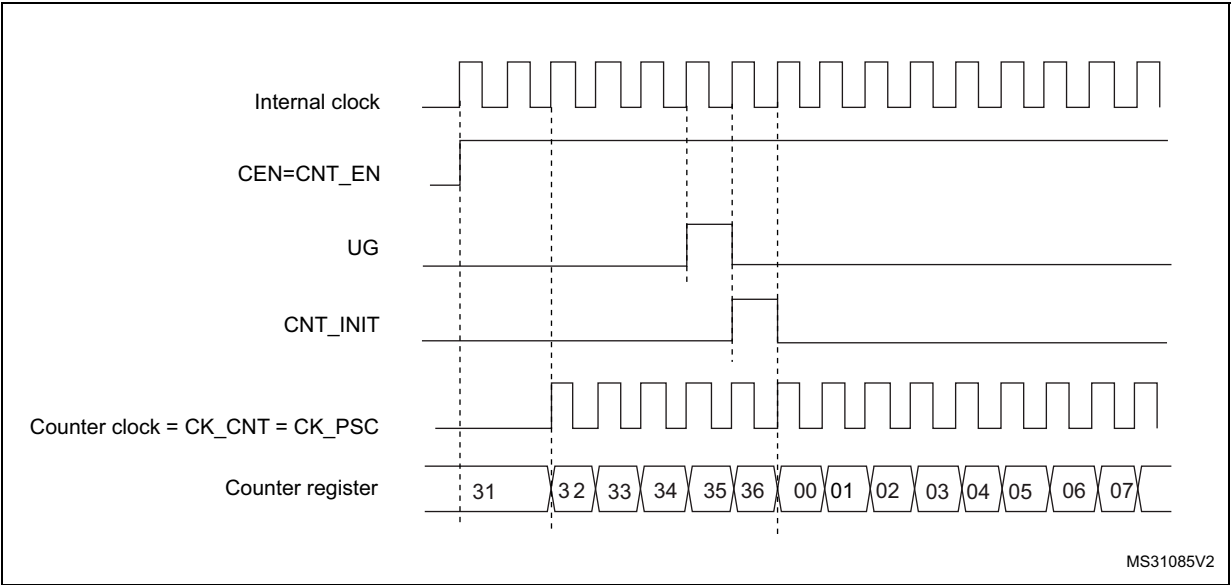 Internal clock
CEN=CNT_EN
UG
CNT_INIT
Counter clock = CK_CNT = CK_PSC
Counter register 31 32 33 34 35 36 00 01 02 03 04 05 06 07
MS31085V2